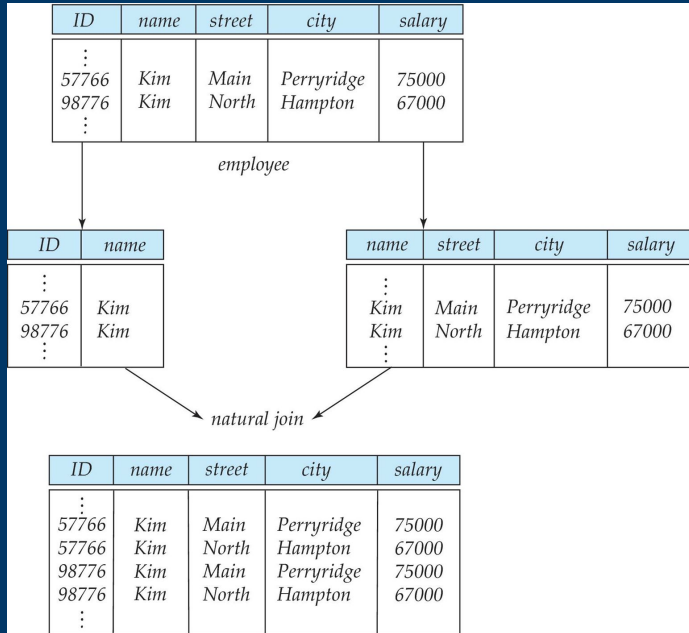 ID name street city salary
⋮
57766 Kim Main Perryridge 75000
98776 Kim North Hampton 67000
⋮
employee
ID name
⋮
57766 Kim
98776 Kim
⋮
name street city salary
⋮
Kim Main Perryridge 75000
Kim North Hampton 67000
⋮
natural join
ID name street city salary
⋮
57766 Kim Main Perryridge 75000
57766 Kim North Hampton 67000
98776 Kim Main Perryridge 75000
98776 Kim North Hampton 67000
⋮